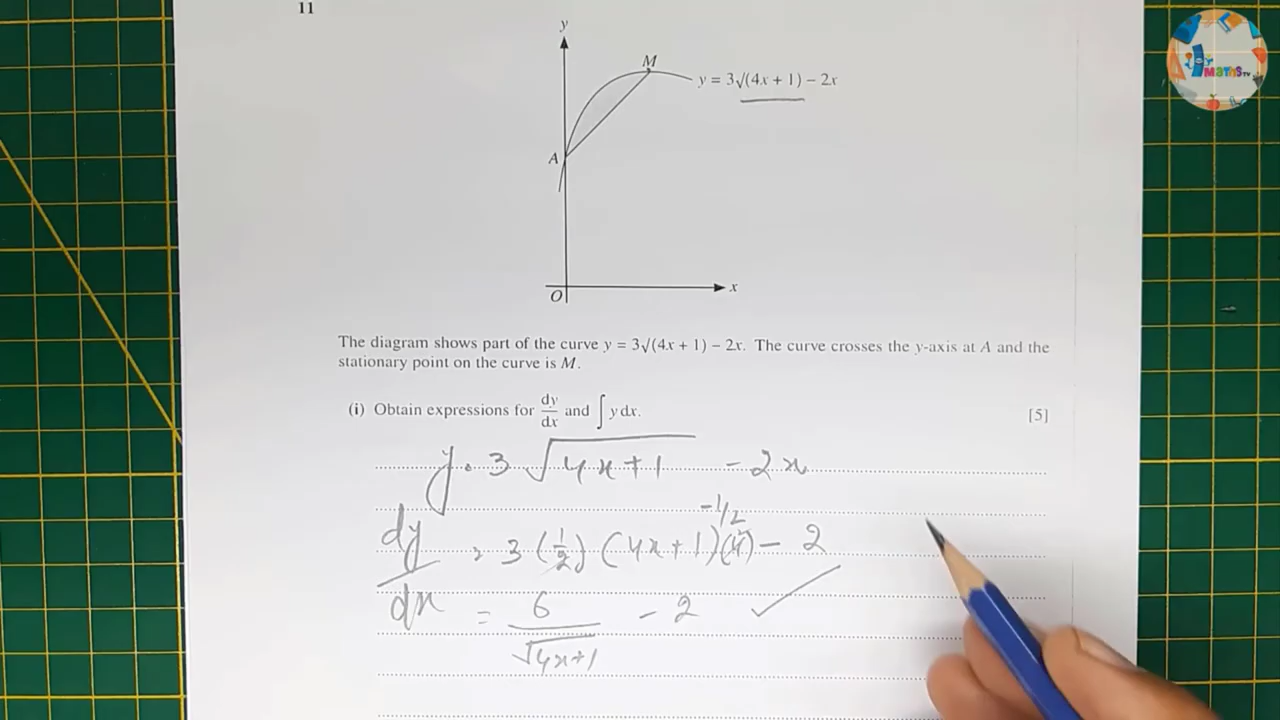 11
y
M
y = 3√(4x + 1) − 2x
A
O
x
The diagram shows part of the curve y = 3√(4x + 1) − 2x. The curve crosses the y-axis at A and the
stationary point on the curve is M.
(i) Obtain expressions for dy/dx and ∫ y dx. [5]
y = 3 √(4x+1) − 2x
dy/dx = 3 (1/2) (4x+1)^(-1/2) (4) − 2
= 6/√(4x+1) − 2 ✓
MATHS TV